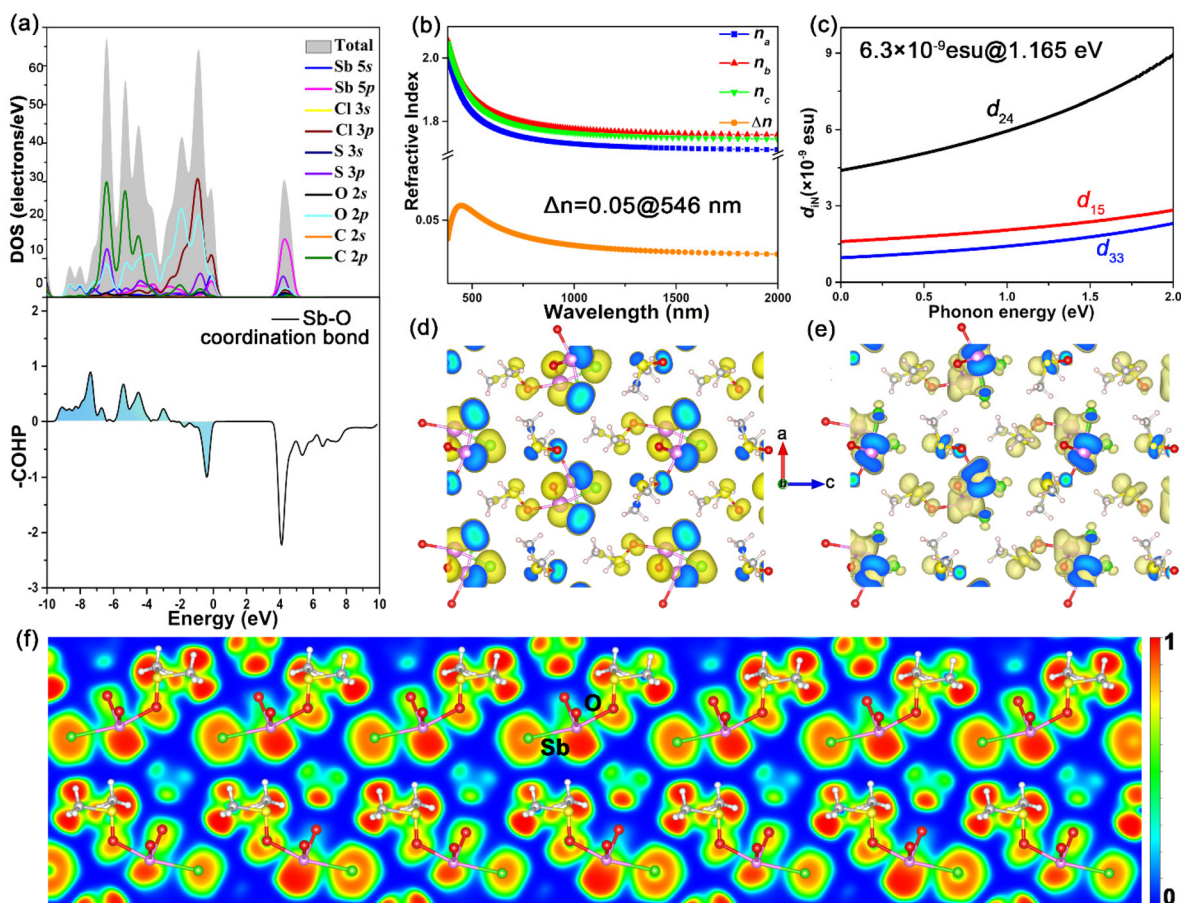 (a)
Total
Sb 5s
Sb 5p
Cl 3s
Cl 3p
S 3s
S 3p
O 2s
O 2p
C 2s
C 2p
DOS (electrons/eV)
60
50
40
30
20
10
0
Sb-O
coordination bond
-COHP
1
0
-1
-2
-3
-10
-8
-6
-4
-2
0
2
4
6
8
10
Energy (eV)
(b)
n_a
n_b
n_c
Δn
Refractive Index
2.0
1.8
0.05
Δn=0.05@546 nm
500
1000
1500
2000
Wavelength (nm)
(c)
6.3×10⁻⁹esu@1.165 eV
d₂₄
d₁₅
d₃₃
d_IN(×10⁻⁹ esu)
9
6
3
0
0.0
0.5
1.0
1.5
2.0
Phonon energy (eV)
(d)
a
c
(e)
(f)
O
Sb
1
0